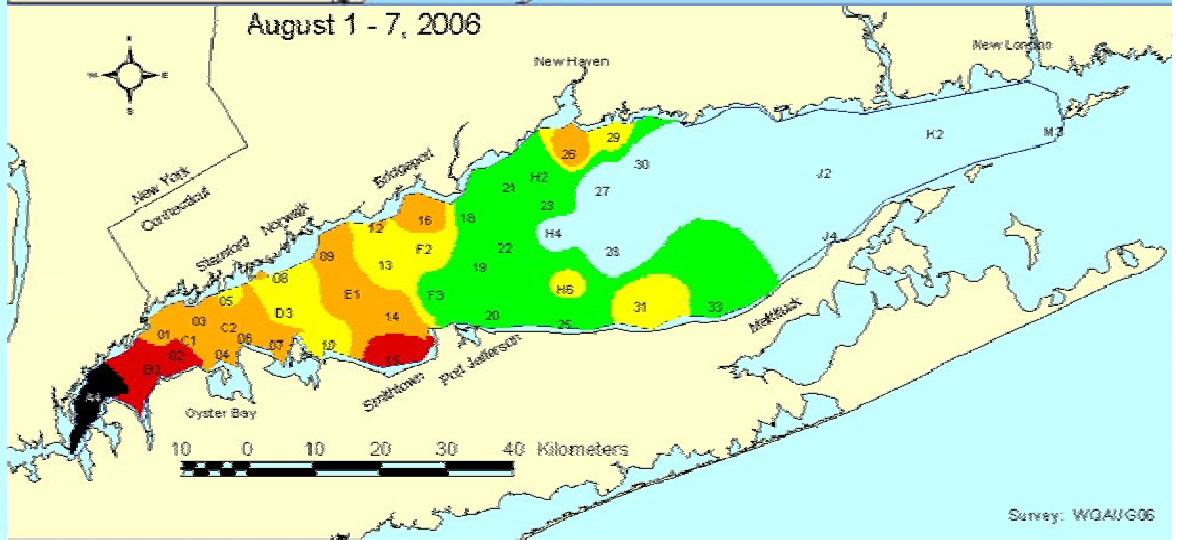 August 1 - 7, 2006
New London
New Haven
29
26
30
K2
M3
J2
H2
21
27
23
Bridgeport
New York
Connecticut
16
18
12
H4
J4
Norwalk
Stamford
F2
22
28
09
13
19
08
H6
E1
F3
05
D3
31
33
03
14
20
25
Mattituck
01
C1
C2
06
07
10
02
04
15
B3
Port Jefferson
Smithtown
A4
Oyster Bay
10 0 10 20 30 40 Kilometers
Survey: WQAUG06